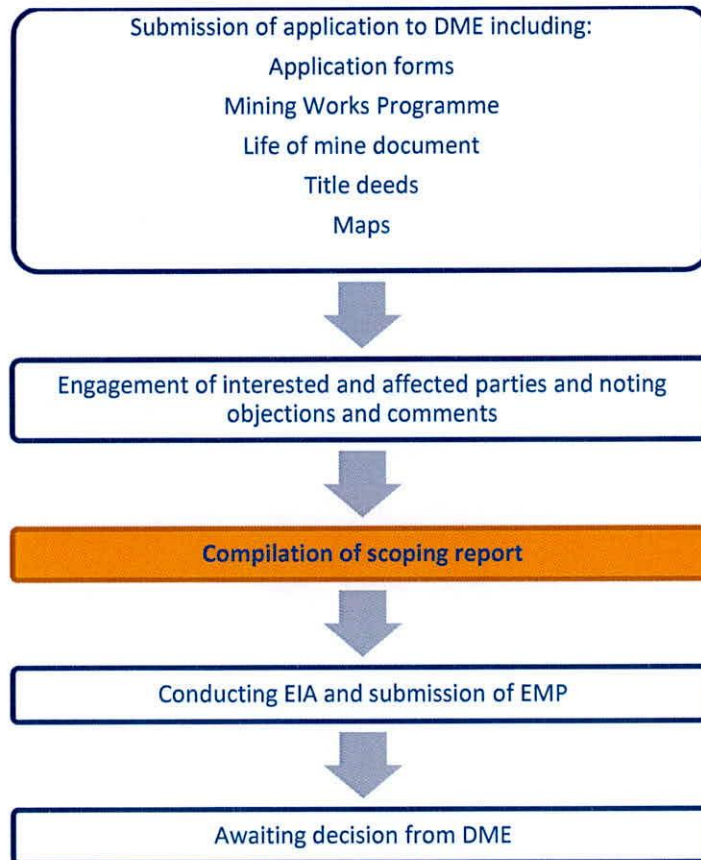 Submission of application to DME including:
Application forms
Mining Works Programme
Life of mine document
Title deeds
Maps
Engagement of interested and affected parties and noting
objections and comments
Compilation of scoping report
Conducting EIA and submission of EMP
Awaiting decision from DME